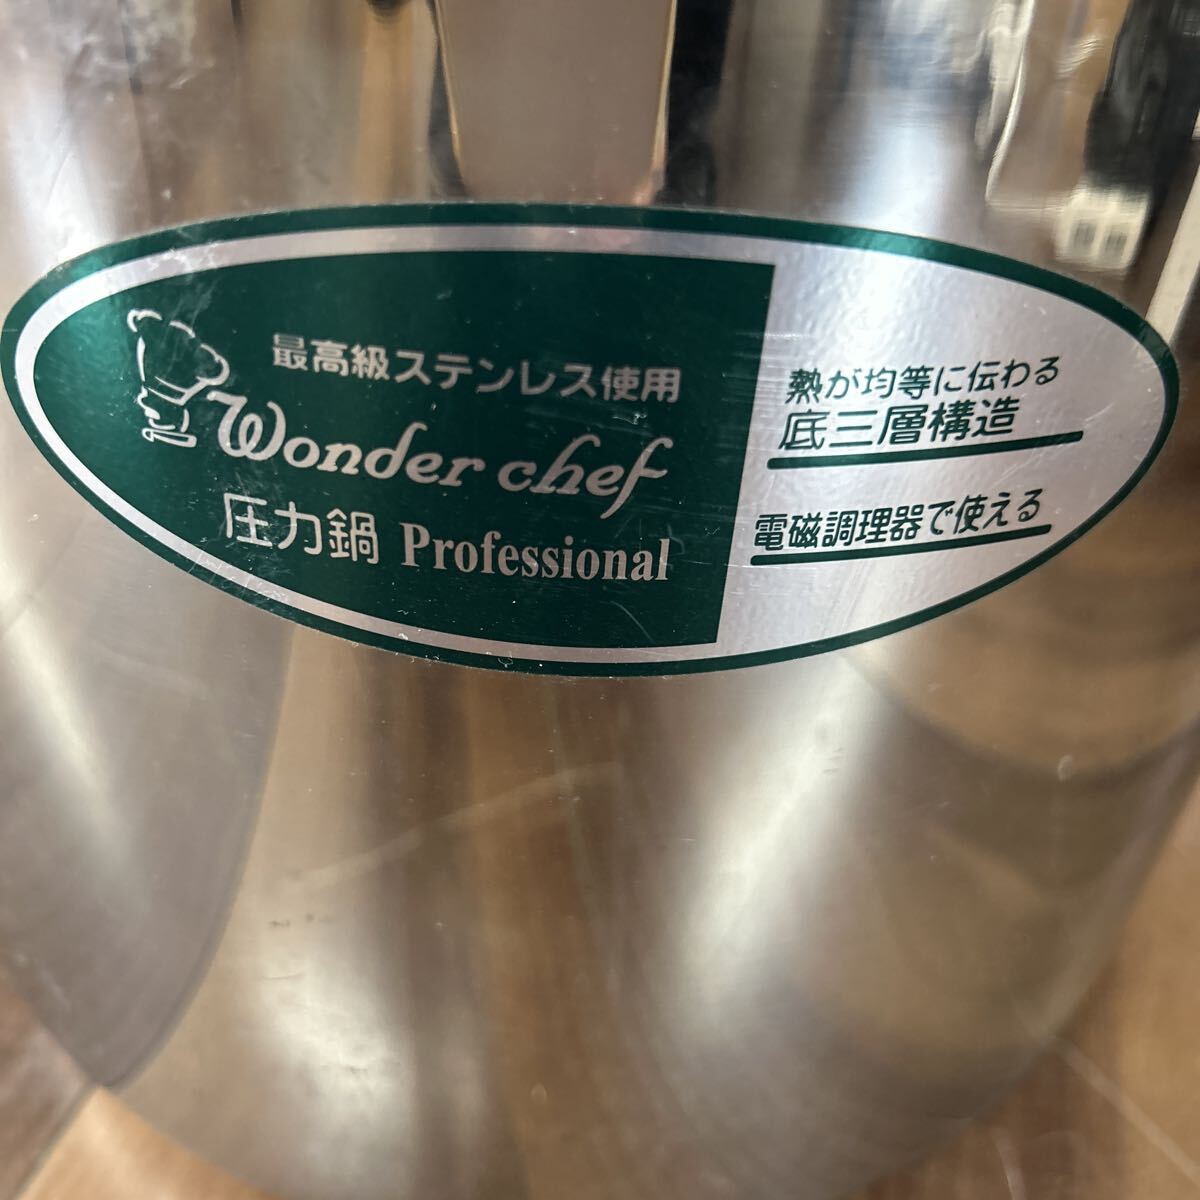 最高級ステンレス使用
Wonder chef
圧力鍋 Professional
熱が均等に伝わる
底三層構造
電磁調理器で使える